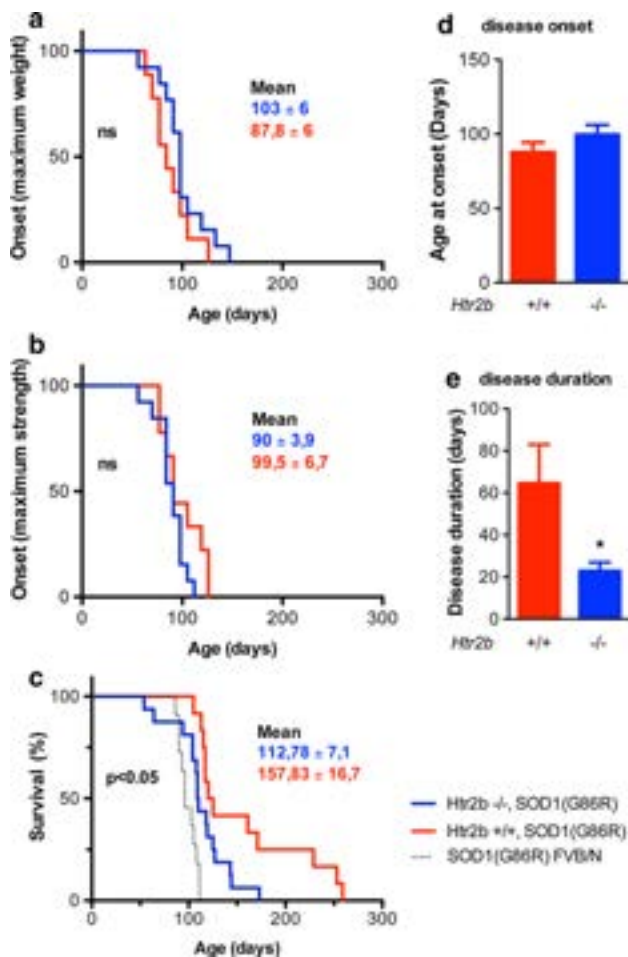 a
Onset (maximum weight)
100
50
0
ns
Mean
103 ± 6
87,8 ± 6
0 100 200 300
Age (days)
b
Onset (maximum strength)
100
50
0
ns
Mean
90 ± 3,9
99,5 ± 6,7
0 100 200 300
Age (days)
c
Survival (%)
100
50
0
p<0.05
Mean
112,78 ± 7,1
157,83 ± 16,7
0 100 200 300
Age (days)
d disease onset
Age at onset (Days)
150
100
50
0
Htr2b +/+ -/-
e disease duration
Disease duration (days)
80
60
40
20
0
*
Htr2b +/+ -/-
Htr2b -/-, SOD1(G86R)
Htr2b +/+, SOD1(G86R)
SOD1(G86R) FVB/N